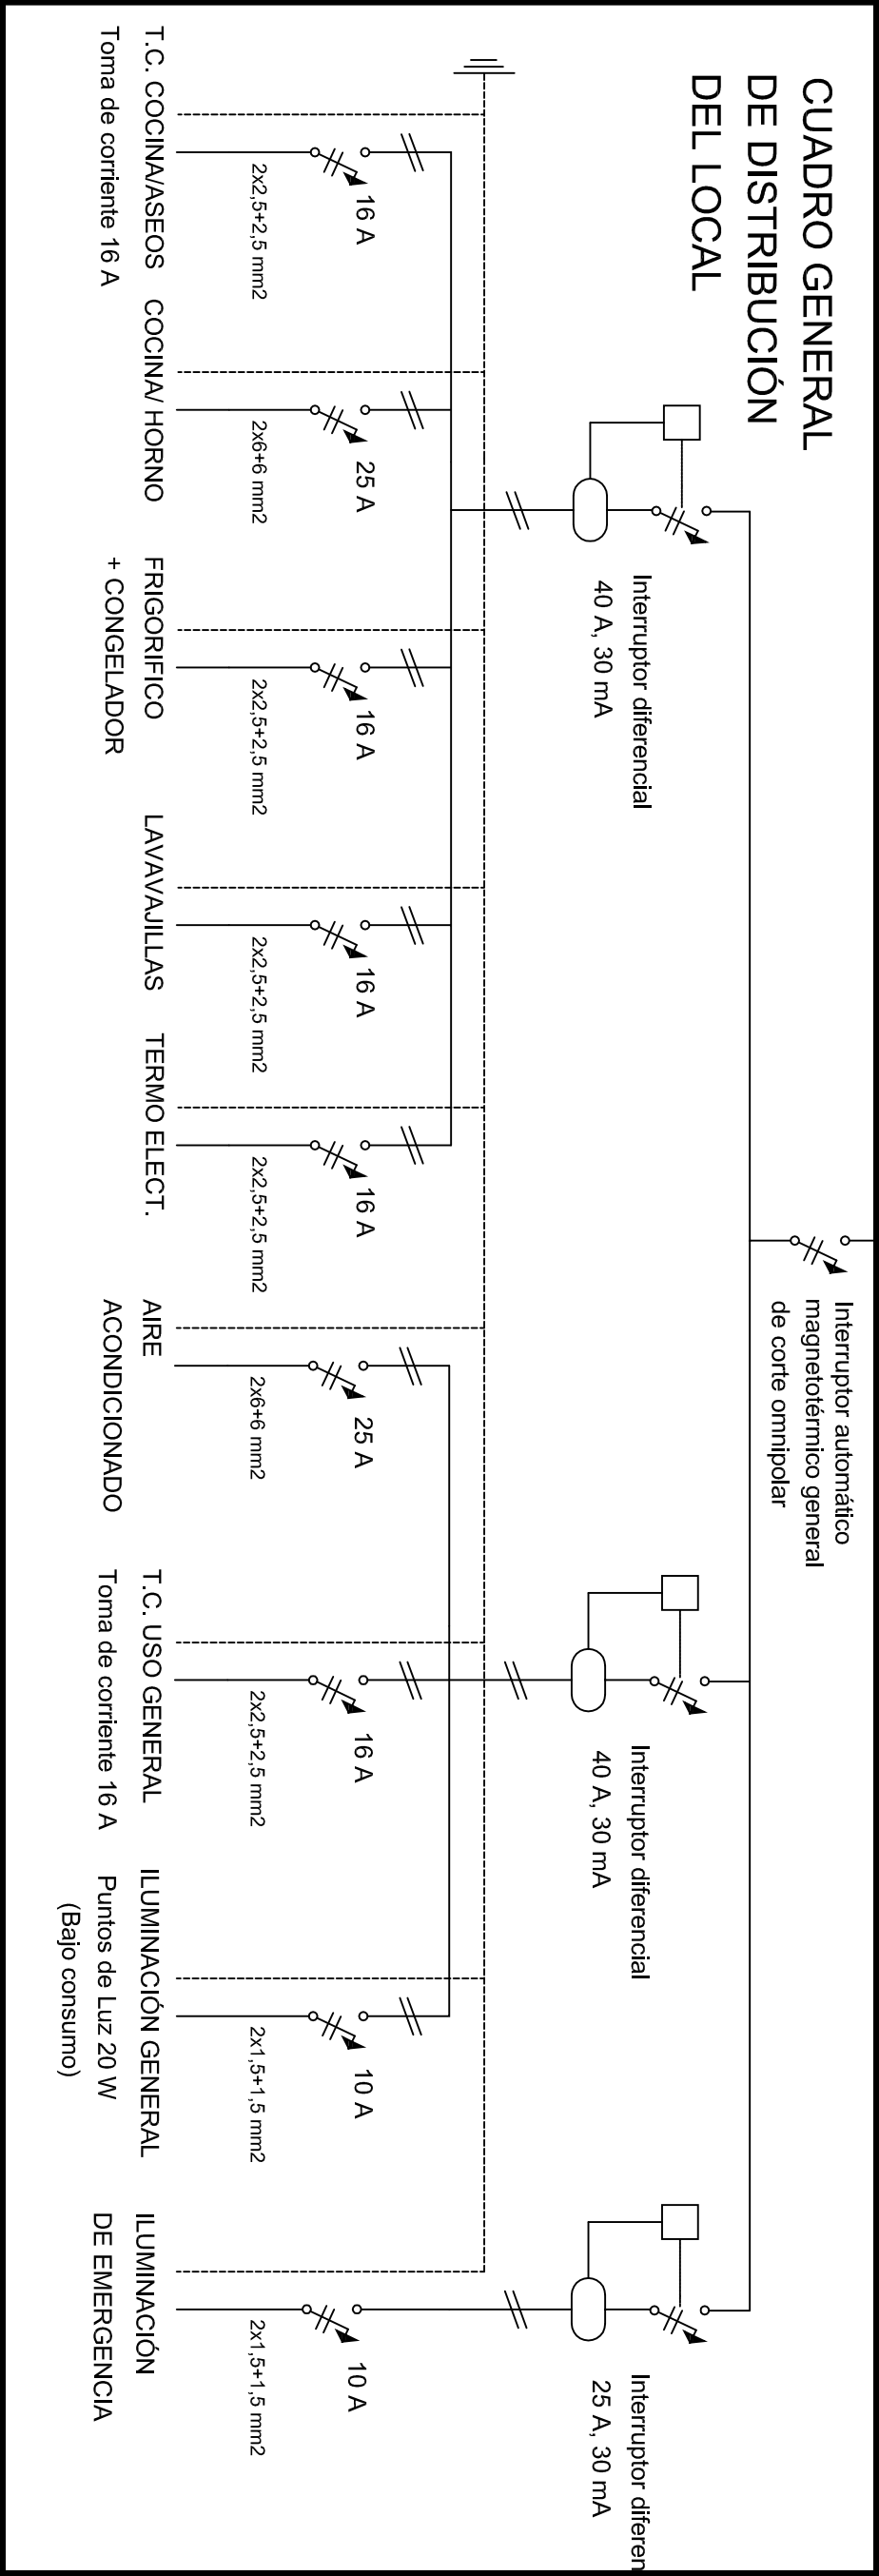 CUADRO GENERAL
DE DISTRIBUCIÓN
DEL LOCAL
Interruptor automático
magnetotérmico general
de corte omnipolar
Interruptor diferencial
40 A, 30 mA
Interruptor diferencial
40 A, 30 mA
Interruptor diferen
25 A, 30 mA
16 A
2x2,5+2,5 mm2
T.C. COCINA/ASEOS
Toma de corriente 16 A
25 A
2x6+6 mm2
COCINA/ HORNO
16 A
2x2,5+2,5 mm2
FRIGORIFICO
+ CONGELADOR
16 A
2x2,5+2,5 mm2
LAVAVAJILLAS
16 A
2x2,5+2,5 mm2
TERMO ELECT.
25 A
2x6+6 mm2
AIRE
ACONDICIONADO
16 A
2x2,5+2,5 mm2
T.C. USO GENERAL
Toma de corriente 16 A
10 A
2x1,5+1,5 mm2
ILUMINACIÓN GENERAL
Puntos de Luz 20 W
(Bajo consumo)
10 A
2x1,5+1,5 mm2
ILUMINACIÓN
DE EMERGENCIA